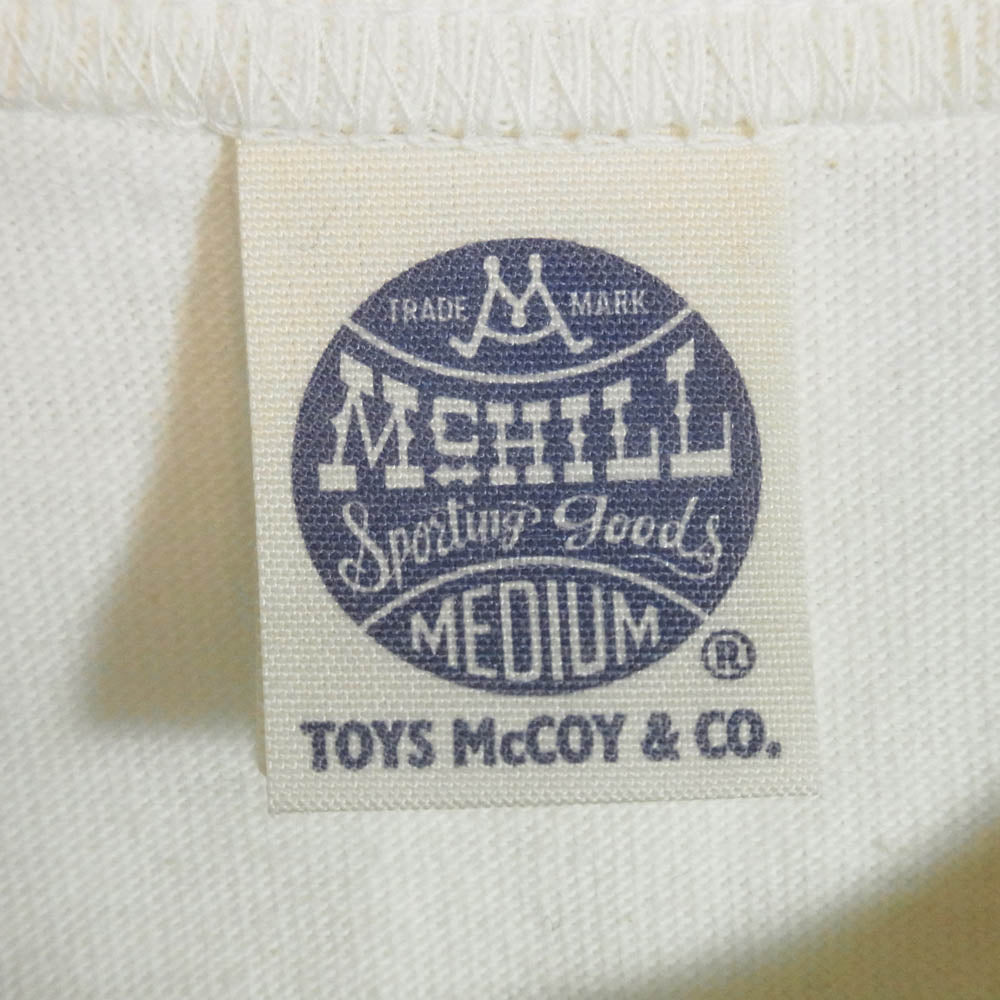 TRADE M MARK
McHILL
Sporting Goods
MEDIUM
®
TOYS McCOY & CO.